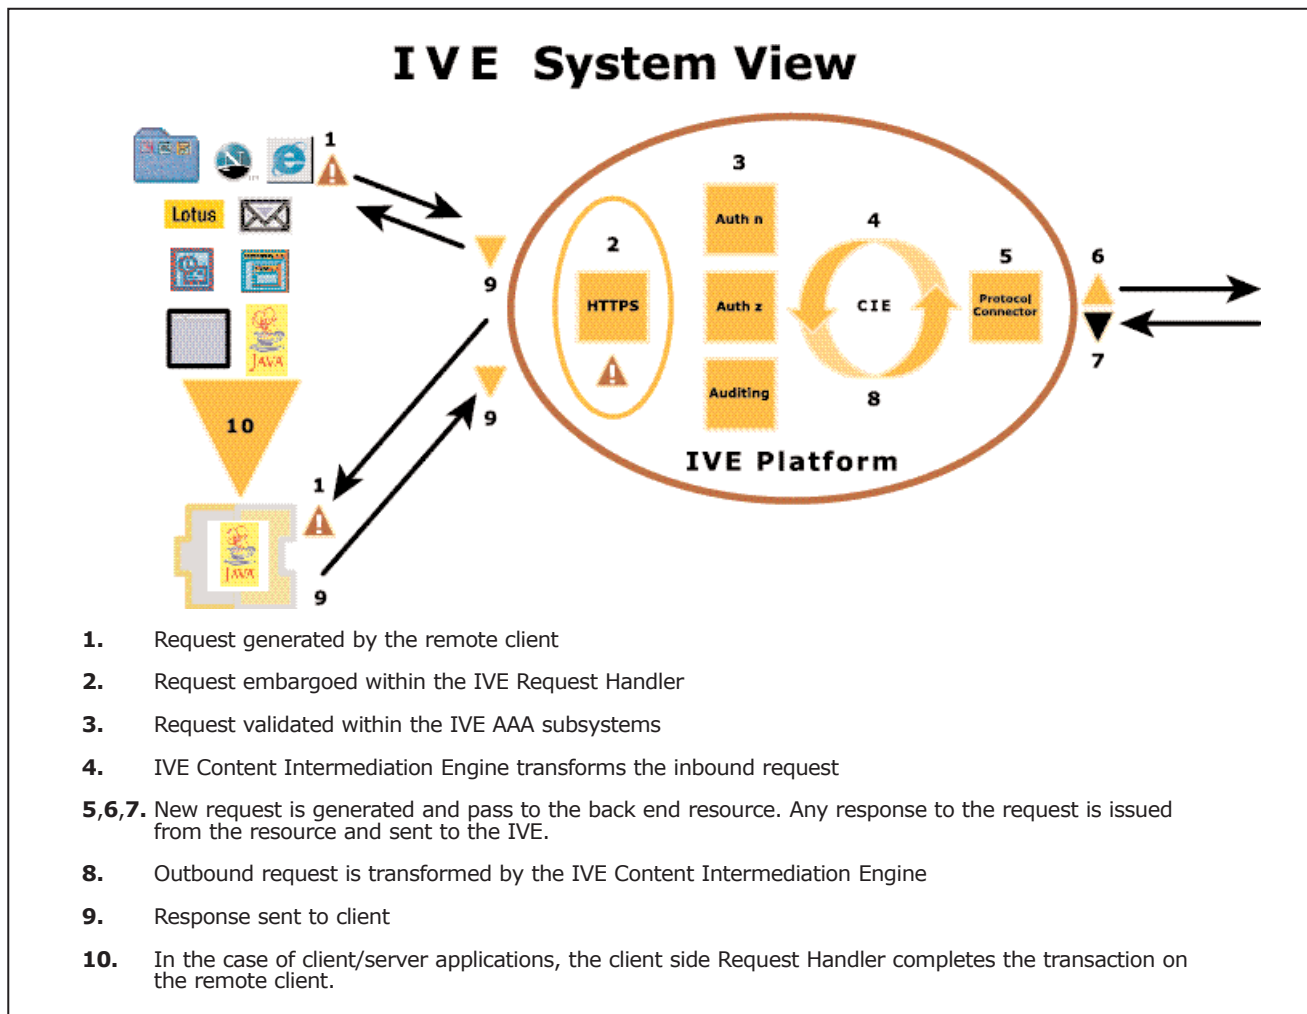 IVE System View
1
3
Lotus
Auth n
4
2
5
6
9
HTTPS
Auth z
CIE
Protocol
Connector
JAVA
7
9
Auditing
8
10
IVE Platform
1
JAVA
9
1. Request generated by the remote client
2. Request embargoed within the IVE Request Handler
3. Request validated within the IVE AAA subsystems
4. IVE Content Intermediation Engine transforms the inbound request
5,6,7. New request is generated and pass to the back end resource. Any response to the request is issued
from the resource and sent to the IVE.
8. Outbound request is transformed by the IVE Content Intermediation Engine
9. Response sent to client
10. In the case of client/server applications, the client side Request Handler completes the transaction on
the remote client.